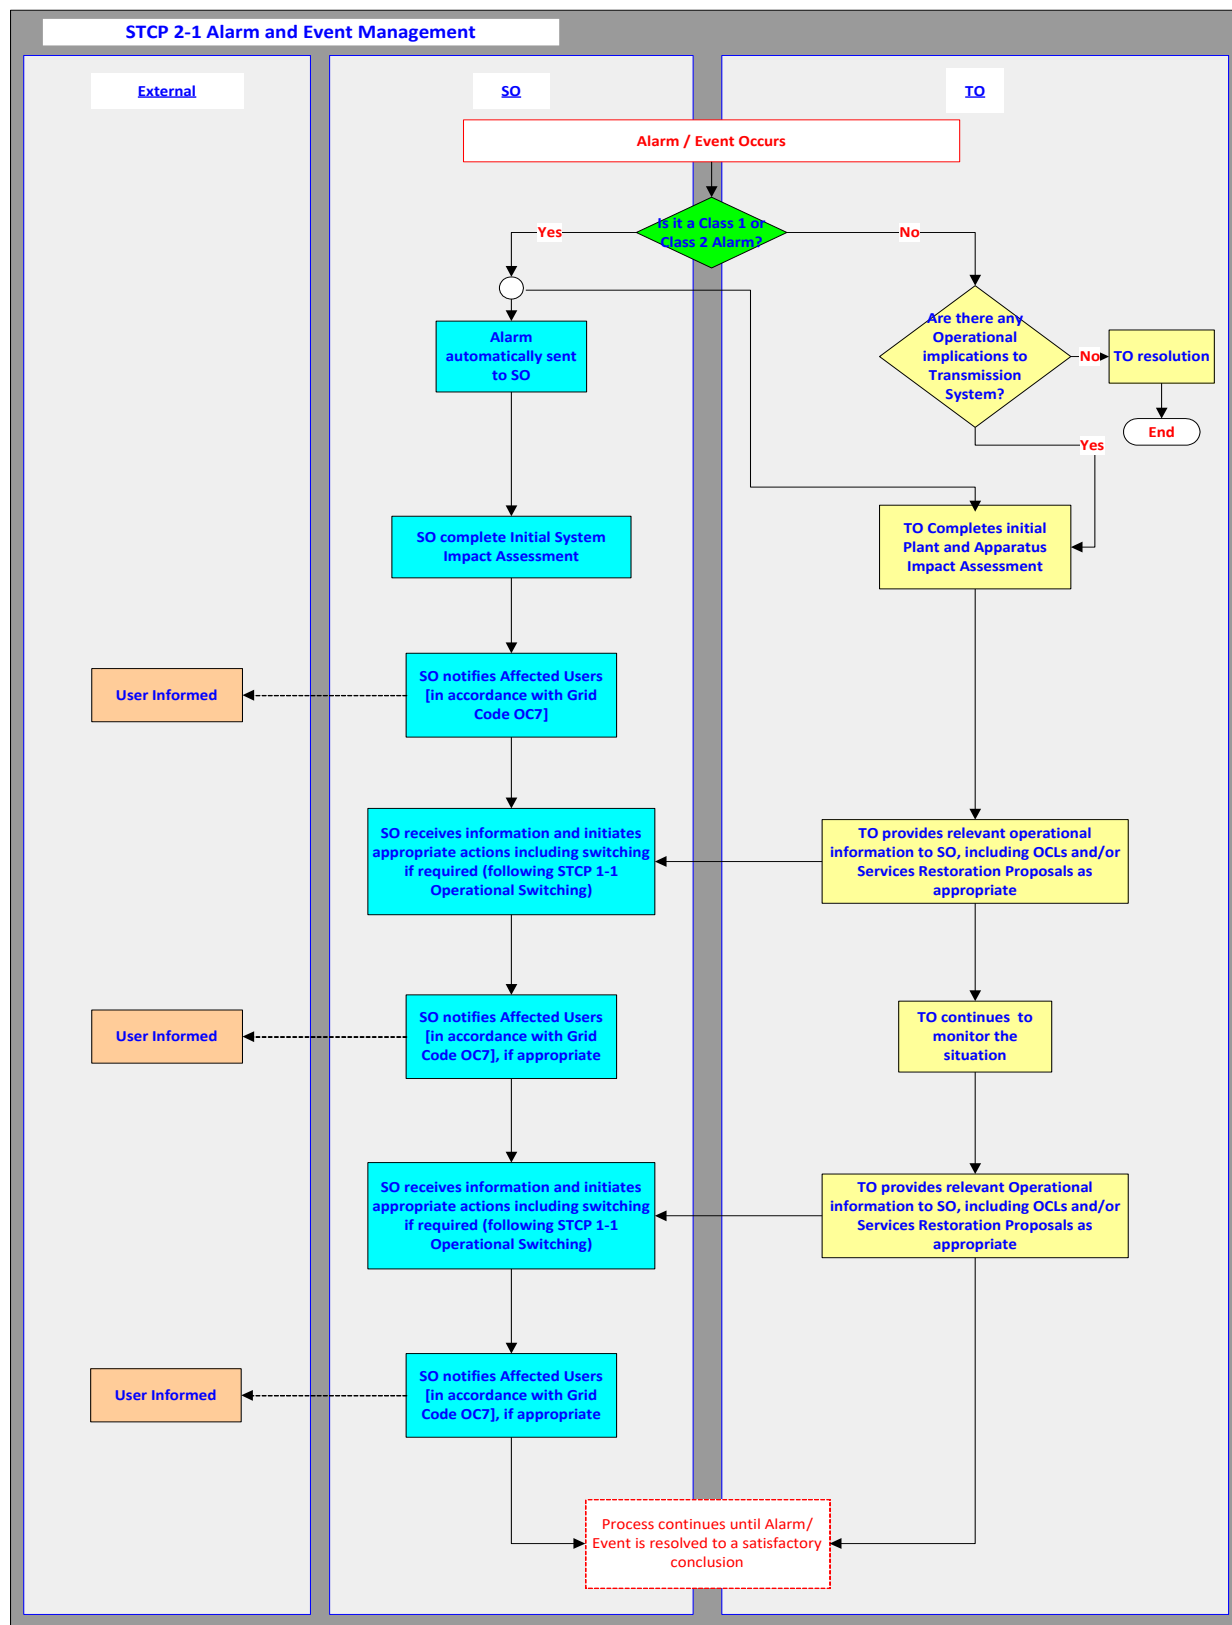 STCP 2-1 Alarm and Event Management
External
SO
TO
Alarm / Event Occurs
Is it a Class 1 or
Class 2 Alarm?
Yes
No
Are there any
Operational
implications to
Transmission
System?
No
TO resolution
End
Yes
Alarm
automatically sent
to SO
SO complete Initial System
Impact Assessment
TO Completes initial
Plant and Apparatus
Impact Assessment
User Informed
SO notifies Affected Users
[in accordance with Grid
Code OC7]
SO receives information and initiates
appropriate actions including switching
if required (following STCP 1-1
Operational Switching)
TO provides relevant operational
information to SO, including OCLs and/or
Services Restoration Proposals as
appropriate
User Informed
SO notifies Affected Users
[in accordance with Grid
Code OC7], if appropriate
TO continues to
monitor the
situation
SO receives information and initiates
appropriate actions including switching
if required (following STCP 1-1
Operational Switching)
TO provides relevant Operational
information to SO, including OCLs and/or
Services Restoration Proposals as
appropriate
User Informed
SO notifies Affected Users
[in accordance with Grid
Code OC7], if appropriate
Process continues until Alarm/
Event is resolved to a satisfactory
conclusion